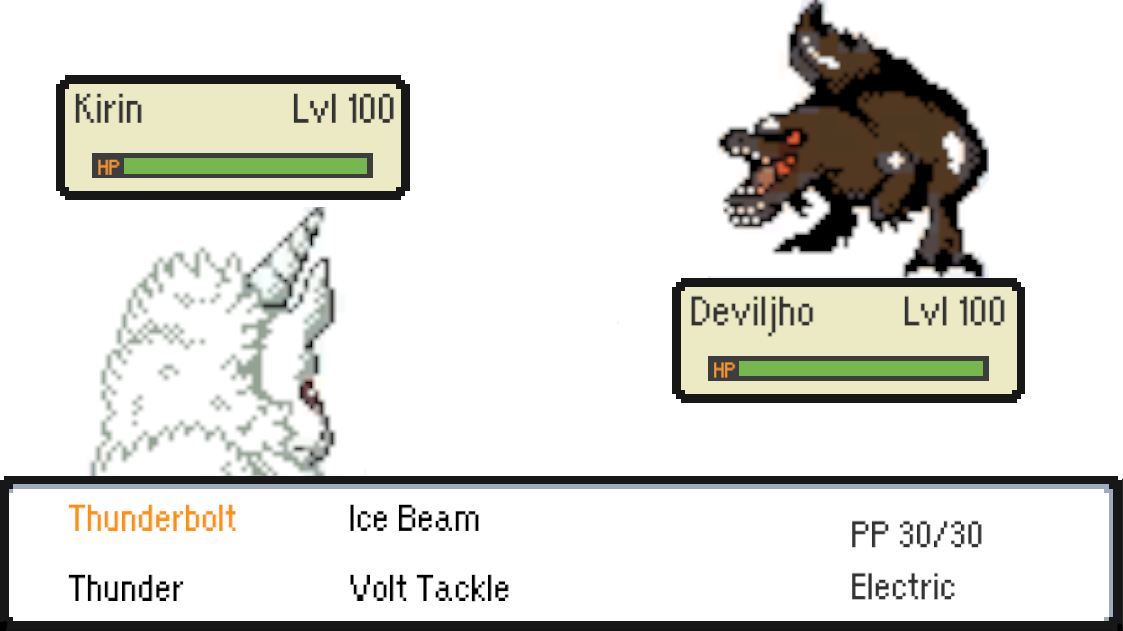 Kirin Lvl 100
HP
Deviljho Lvl 100
HP
Thunderbolt Ice Beam
Thunder Volt Tackle
PP 30/30
Electric